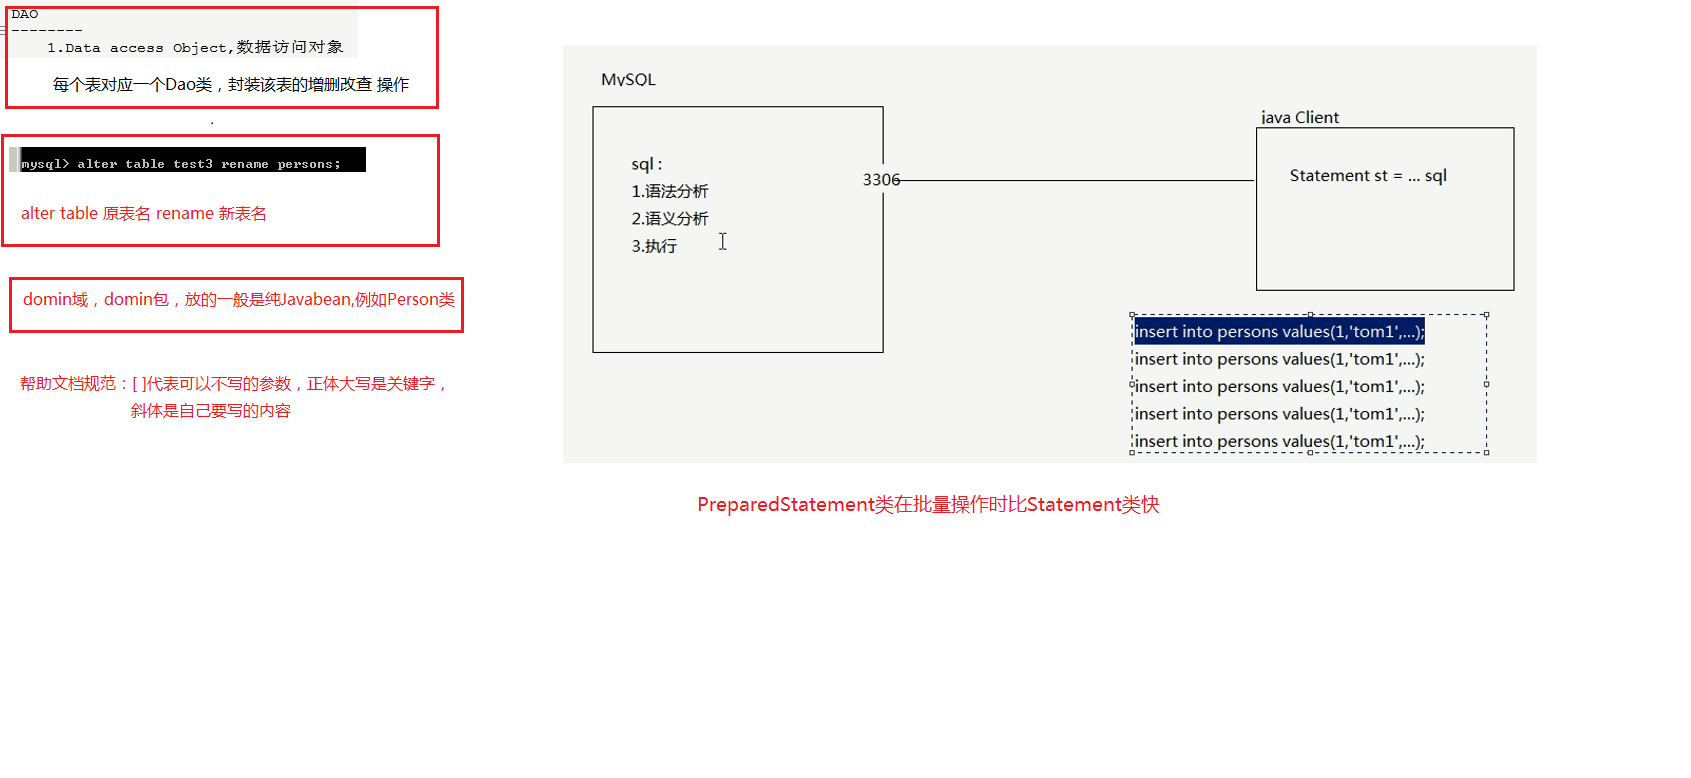 DAO
--------
1.Data access Object,数据访问对象
每个表对应一个Dao类，封装该表的增删改查 操作
.
mysql> alter table test3 rename persons;
alter table 原表名 rename 新表名
domin域，domin包，放的一般是纯Javabean,例如Person类
帮助文档规范：[ ]代表可以不写的参数，正体大写是关键字，
斜体是自己要写的内容
MySQL
sql :
1.语法分析
2.语义分析
3.执行
3306
java Client
Statement st = ... sql
insert into persons values(1,'tom1',...);
insert into persons values(1,'tom1',...);
insert into persons values(1,'tom1',...);
insert into persons values(1,'tom1',...);
insert into persons values(1,'tom1',...);
PreparedStatement类在批量操作时比Statement类快